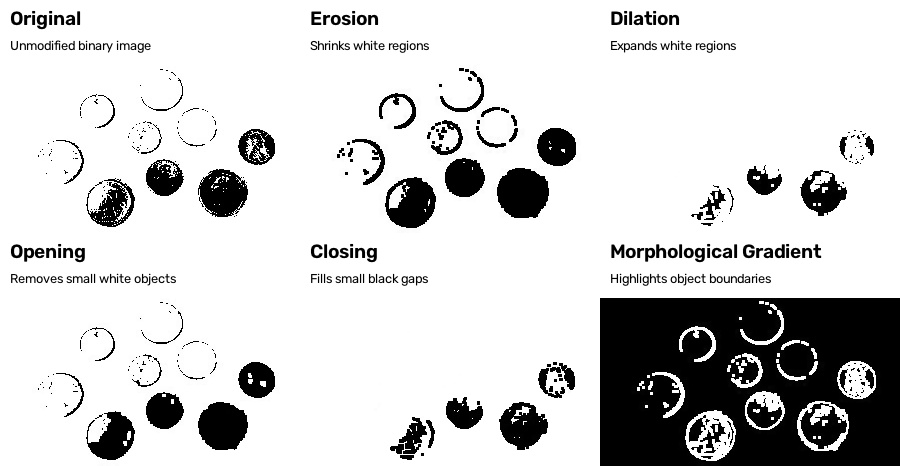 Original
Unmodified binary image
Erosion
Shrinks white regions
Dilation
Expands white regions
Opening
Removes small white objects
Closing
Fills small black gaps
Morphological Gradient
Highlights object boundaries